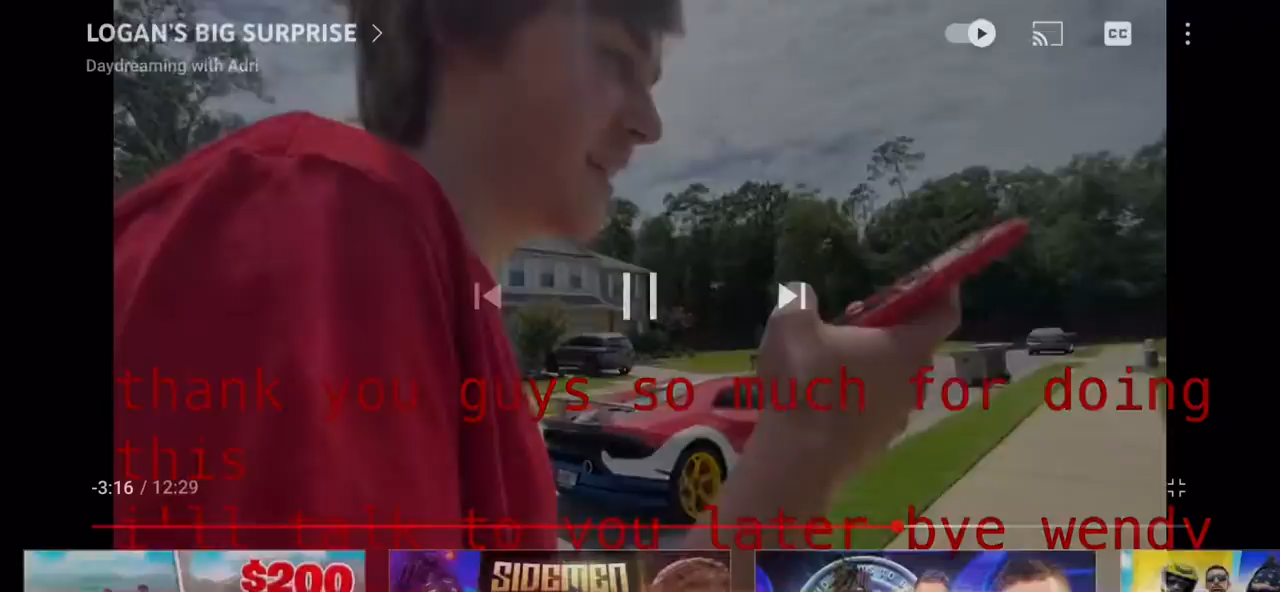 LOGAN'S BIG SURPRISE
Daydreaming with Adri
CC
thank you guys so much for doing
this
-3:16 / 12:29
i'll talk to you later bye wendy
$200
SIDEMEN